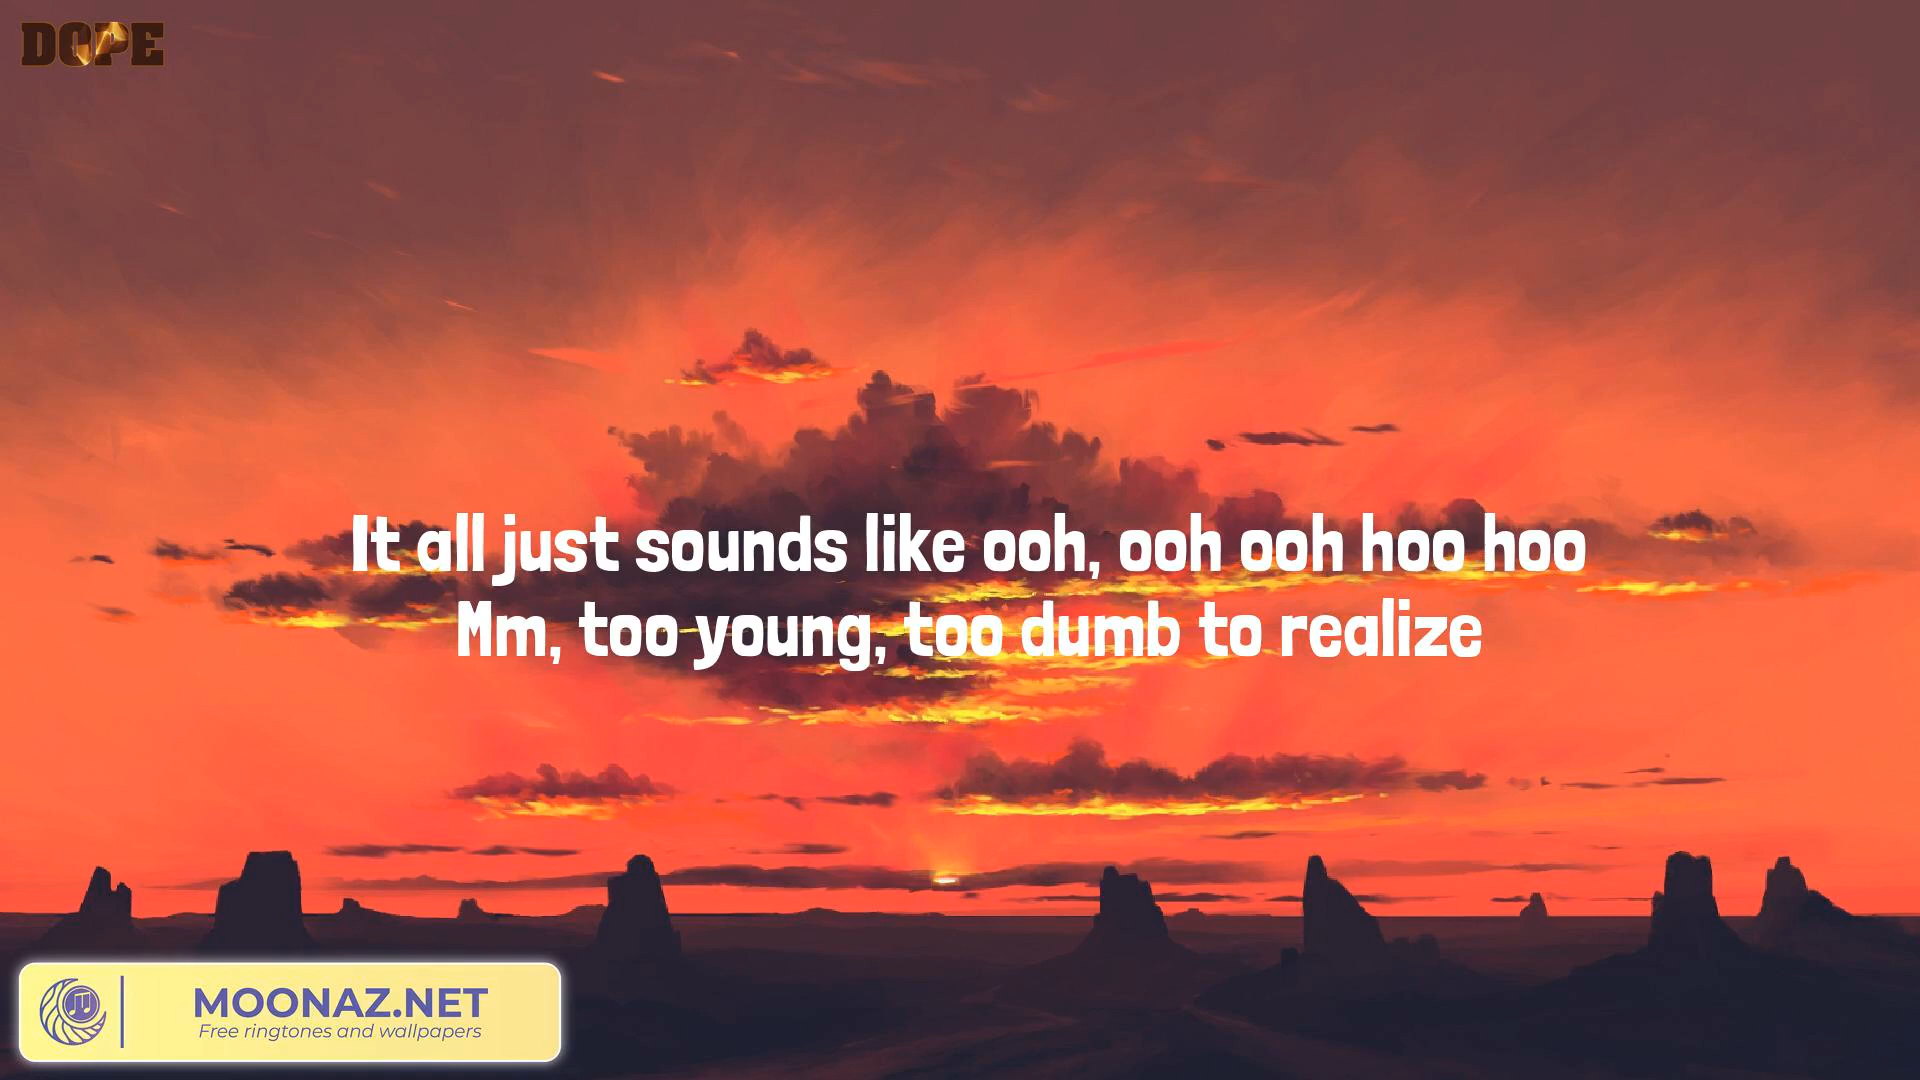 DOPE
It all just sounds like ooh, ooh ooh hoo hoo
Mm, too young, too dumb to realize
MOONAZ.NET
Free ringtones and wallpapers